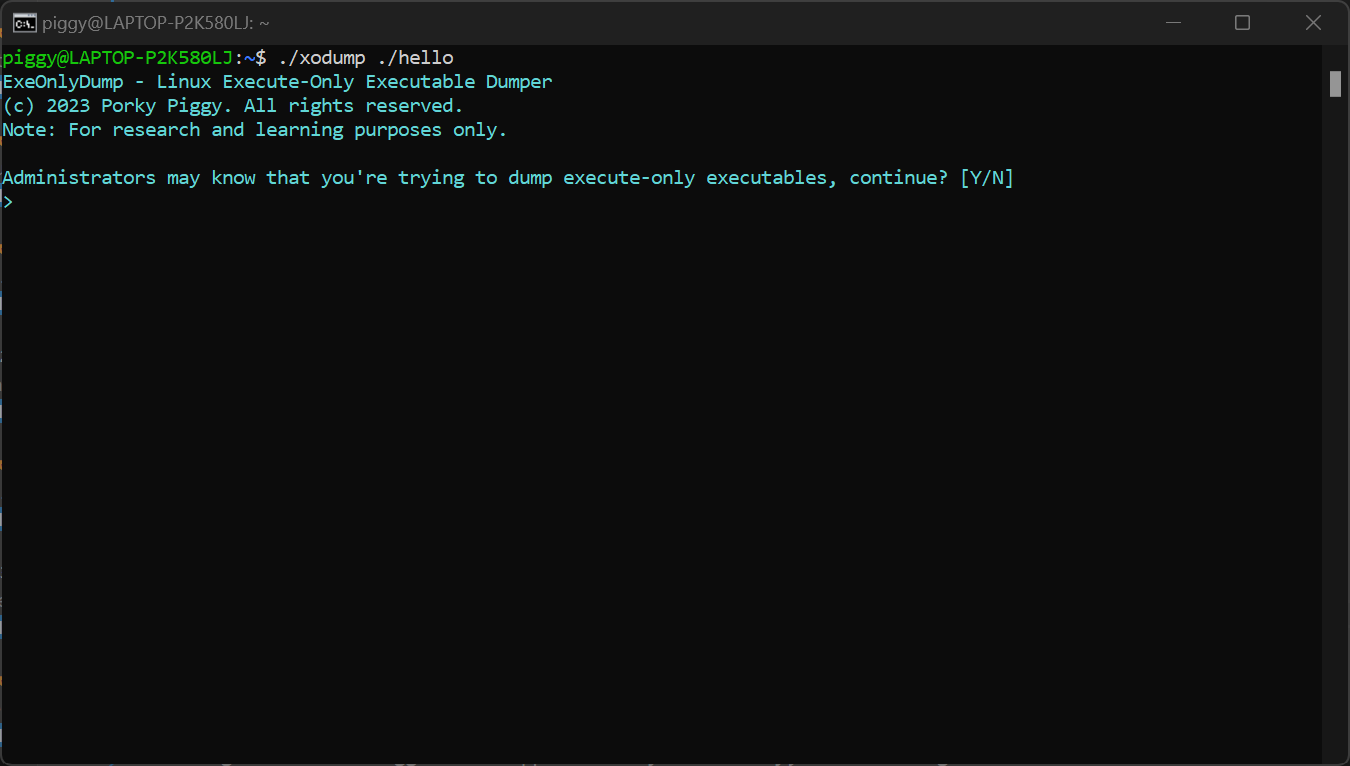 piggy@LAPTOP-P2K580LJ: ~
piggy@LAPTOP-P2K580LJ:~$ ./xodump ./hello
ExeOnlyDump - Linux Execute-Only Executable Dumper
(c) 2023 Porky Piggy. All rights reserved.
Note: For research and learning purposes only.
Administrators may know that you're trying to dump execute-only executables, continue? [Y/N]
>